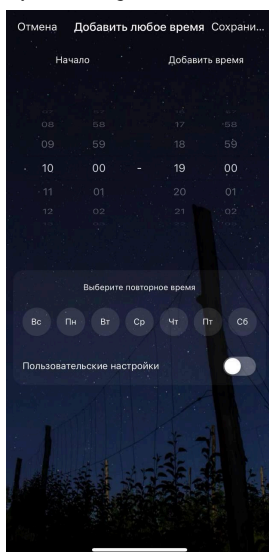 Отмена Добавить любое время Сохрани...
Начало Добавить время
08 58 17 58
09 59 18 59
10 00 - 19 00
11 01 20 01
12 02 21 02
Выберите повторное время
Вс Пн Вт Ср Чт Пт Сб
Пользовательские настройки